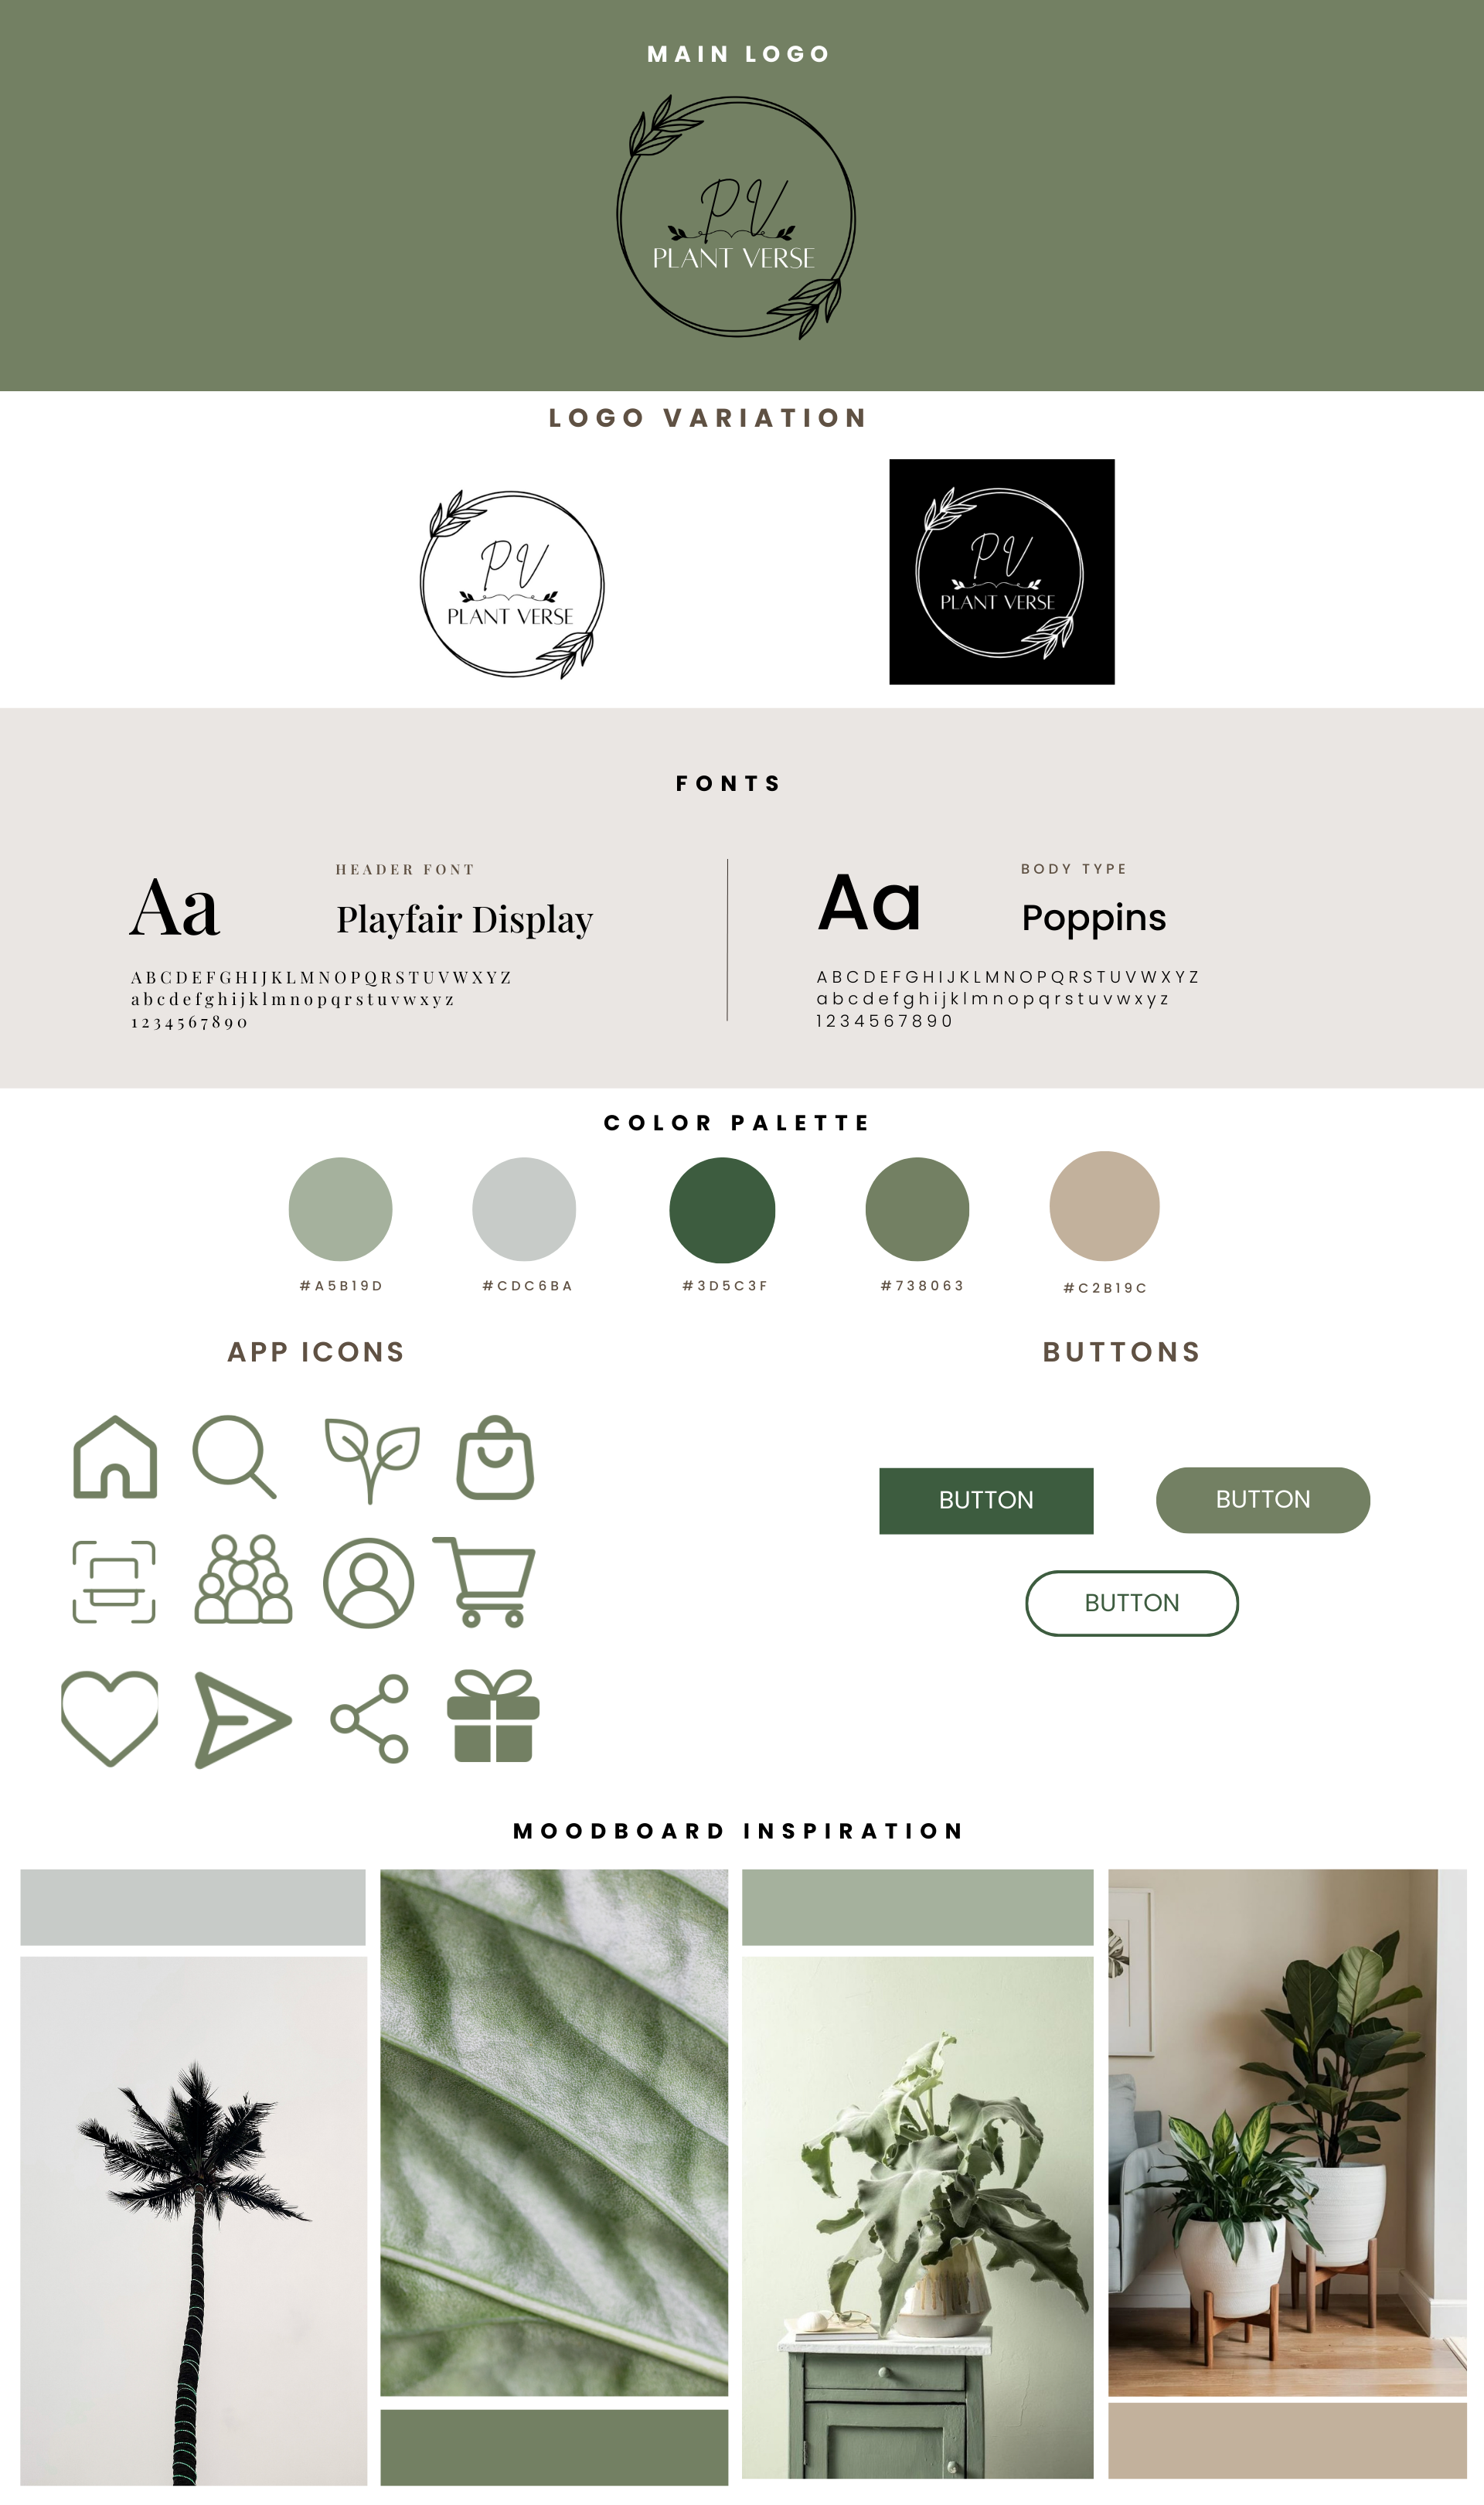 MAIN LOGO
PV
PLANT VERSE
LOGO VARIATION
PV
PLANT VERSE
PV
PLANT VERSE
FONTS
Aa
HEADER FONT
Playfair Display
ABCDEFGHIJKLMNOPQRSTUVWXYZ
abcdefghijklmnopqrstuvwxyz
1234567890
Aa
BODY TYPE
Poppins
ABCDEFGHIJKLMNOPQRSTUVWXYZ
abcdefghijklmnopqrstuvwxyz
1234567890
COLOR PALETTE
#A5B19D
#CDC6BA
#3D5C3F
#738063
#C2B19C
APP ICONS
BUTTONS
BUTTON
BUTTON
BUTTON
MOODBOARD INSPIRATION